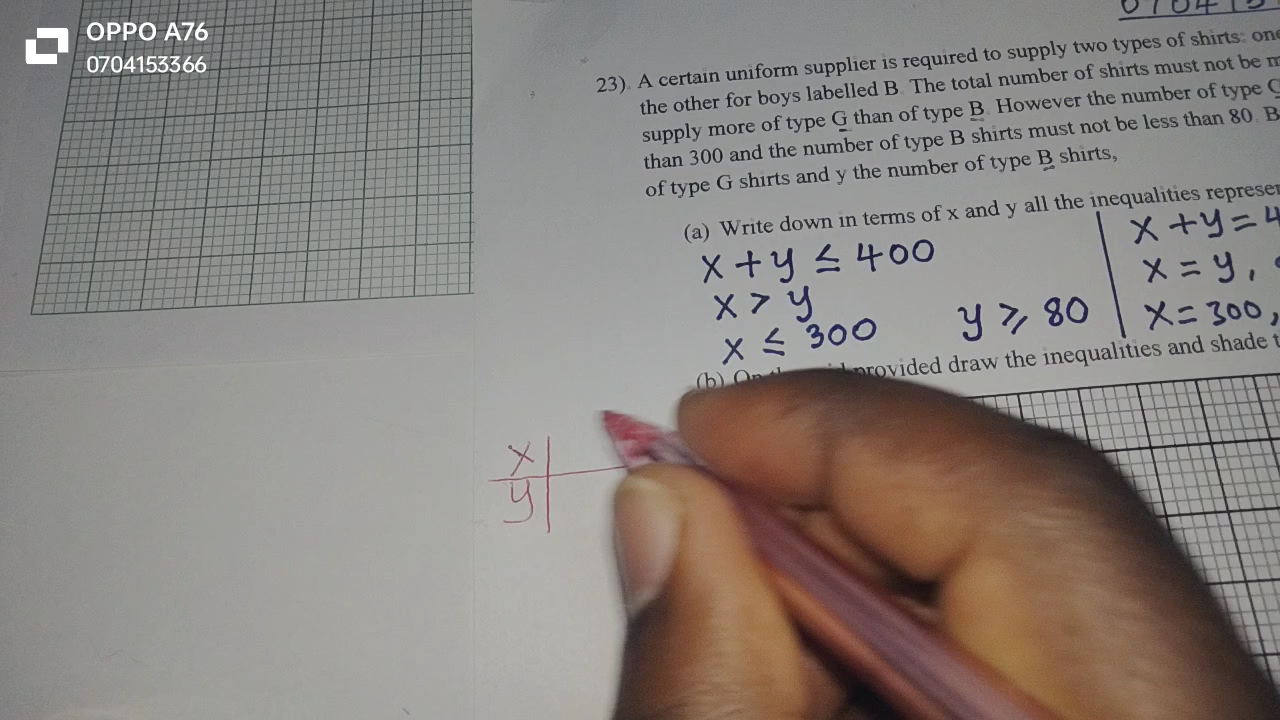 OPPO A76
0704153366
23). A certain uniform supplier is required to supply two types of shirts: one
the other for boys labelled B. The total number of shirts must not be
supply more of type G than of type B. However the number of type
than 300 and the number of type B shirts must not be less than 80.
of type G shirts and y the number of type B shirts,
(a) Write down in terms of x and y all the inequalities
x + y ≤ 400
x > y
x ≤ 300
y ≥ 80
x + y = 4
x = y,
x = 300,
(b) provided draw the inequalities and shade
x
y